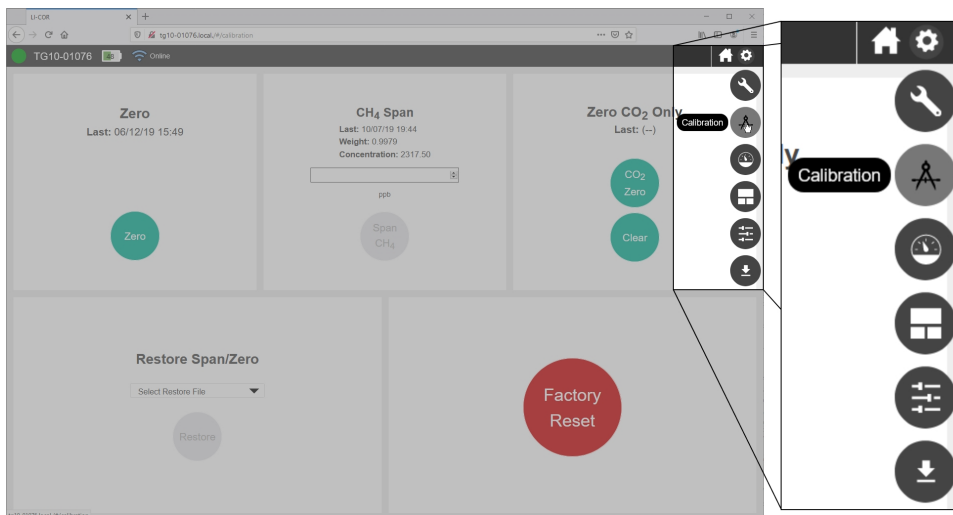 LI-COR
tg10-01076.local./#/calibration
TG10-01076
Online
Zero
Last: 06/12/19 15:49
Zero
CH₄ Span
Last: 10/07/19 19:44
Weight: 0.9979
Concentration: 2317.50
ppb
Span
CH₄
Zero CO₂ Only
Last: (--)
CO₂
Zero
Clear
Calibration
Restore Span/Zero
Select Restore File
Restore
Factory
Reset
y
Calibration